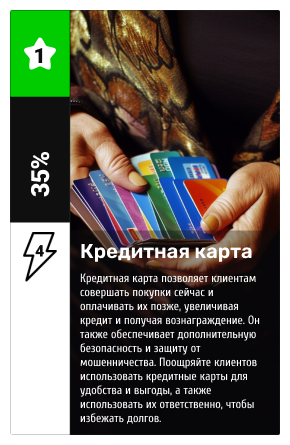 1
35%
4
Кредитная карта
Кредитная карта позволяет клиентам
совершать покупки сейчас и
оплачивать их позже, увеличивая
кредит и получая вознаграждение. Он
также обеспечивает дополнительную
безопасность и защиту от
мошенничества. Поощряйте клиентов
использовать кредитные карты для
удобства и выгоды, а также
использовать их ответственно, чтобы
избежать долгов.